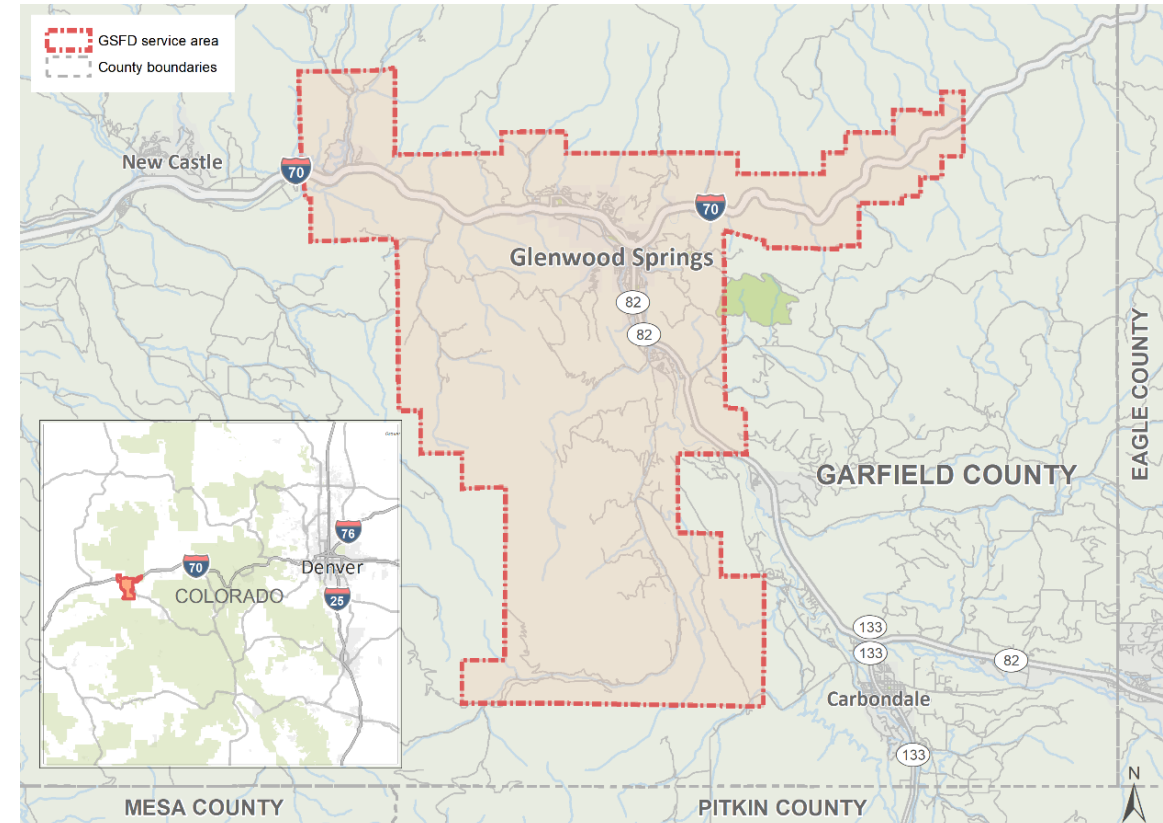 GSFD service area
County boundaries
New Castle
70
70
Glenwood Springs
82
82
EAGLE COUNTY
GARFIELD COUNTY
76
70
Denver
COLORADO
25
133
133
82
Carbondale
133
N
MESA COUNTY
PITKIN COUNTY